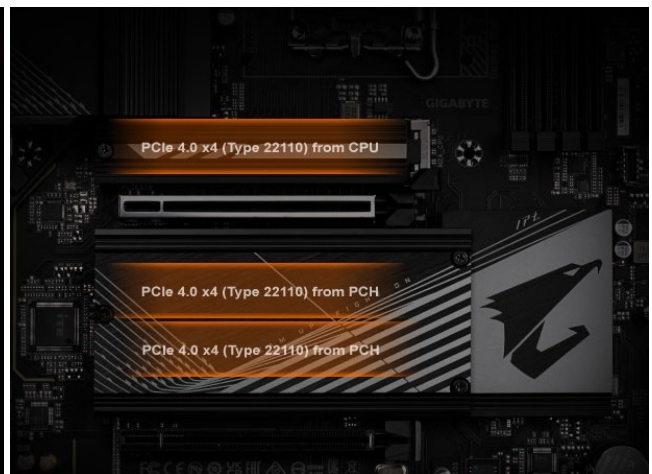 GIGABYTE
PCIe 4.0 x4 (Type 22110) from CPU
PCIe 4.0 x4 (Type 22110) from PCH
PCIe 4.0 x4 (Type 22110) from PCH